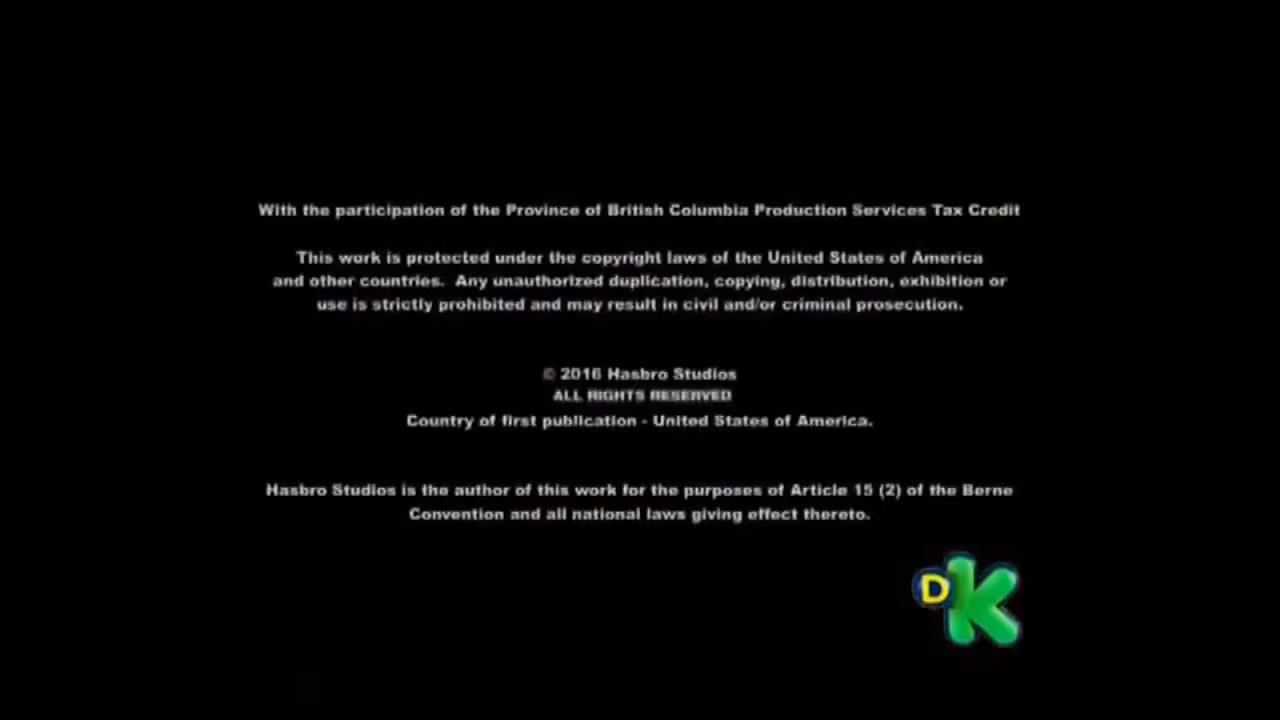 With the participation of the Province of British Columbia Production Services Tax Credit
This work is protected under the copyright laws of the United States of America
and other countries.  Any unauthorized duplication, copying, distribution, exhibition or
use is strictly prohibited and may result in civil and/or criminal prosecution.
© 2016 Hasbro Studios
ALL RIGHTS RESERVED
Country of first publication - United States of America.
Hasbro Studios is the author of this work for the purposes of Article 15 (2) of the Berne
Convention and all national laws giving effect thereto.
DK